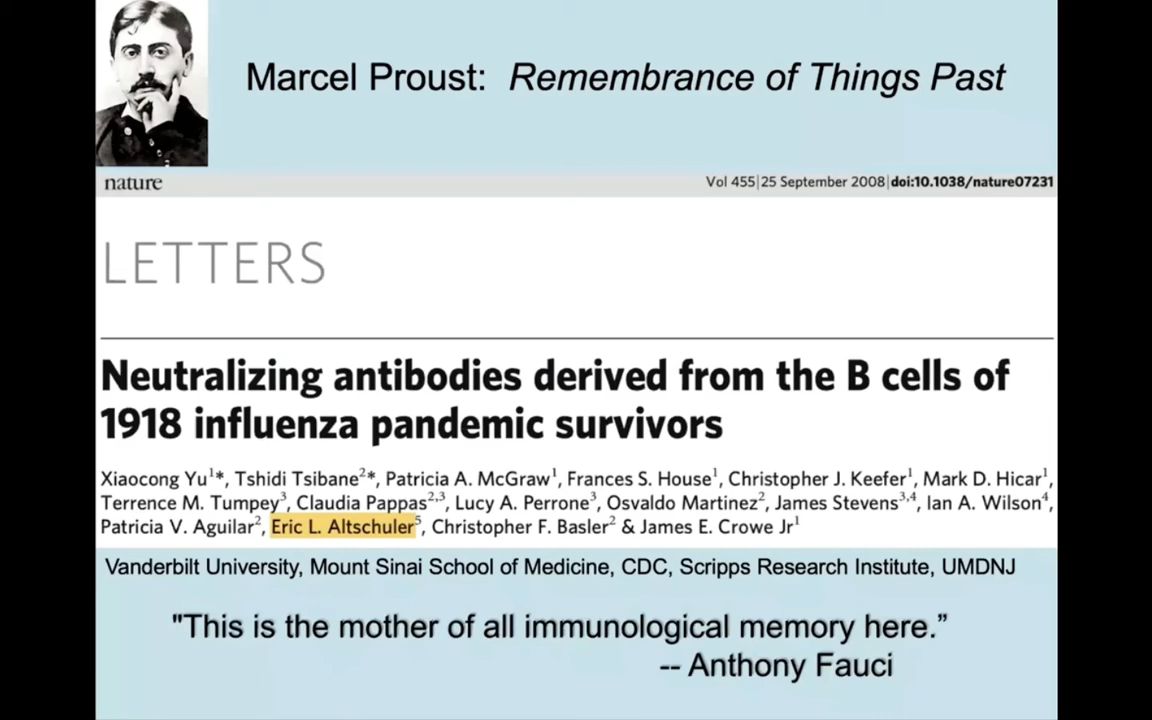 Marcel Proust: Remembrance of Things Past
nature
Vol 455|25 September 2008|doi:10.1038/nature07231
LETTERS
Neutralizing antibodies derived from the B cells of
1918 influenza pandemic survivors
Xiaocong Yu¹*, Tshidi Tsibane²*, Patricia A. McGraw¹, Frances S. House¹, Christopher J. Keefer¹, Mark D. Hicar¹,
Terrence M. Tumpey³, Claudia Pappas²,³, Lucy A. Perrone³, Osvaldo Martinez², James Stevens³,⁴, Ian A. Wilson⁴,
Patricia V. Aguilar², Eric L. Altschuler⁵, Christopher F. Basler² & James E. Crowe Jr¹
Vanderbilt University, Mount Sinai School of Medicine, CDC, Scripps Research Institute, UMDNJ
"This is the mother of all immunological memory here.”
-- Anthony Fauci